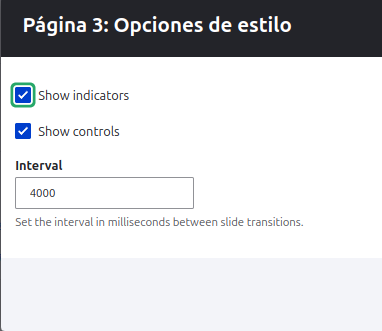 Página 3: Opciones de estilo
Show indicators
Show controls
Interval
4000
Set the interval in milliseconds between slide transitions.